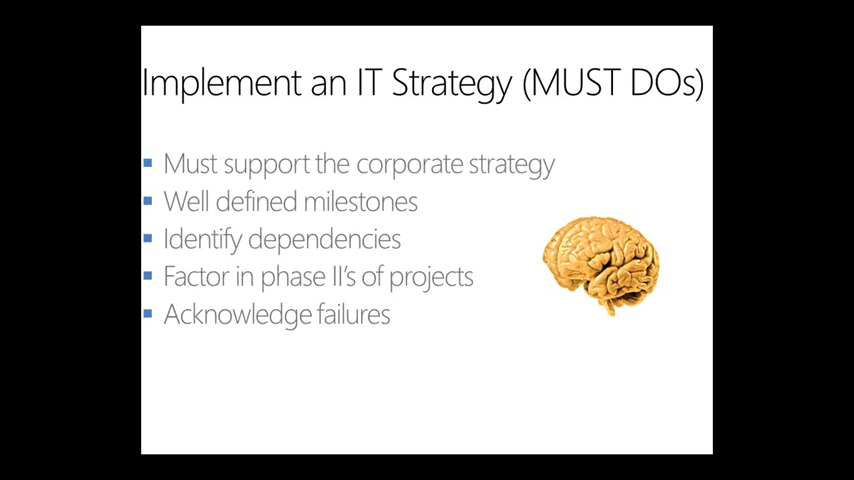 Implement an IT Strategy (MUST DOs)
Must support the corporate strategy
Well defined milestones
Identify dependencies
Factor in phase II's of projects
Acknowledge failures